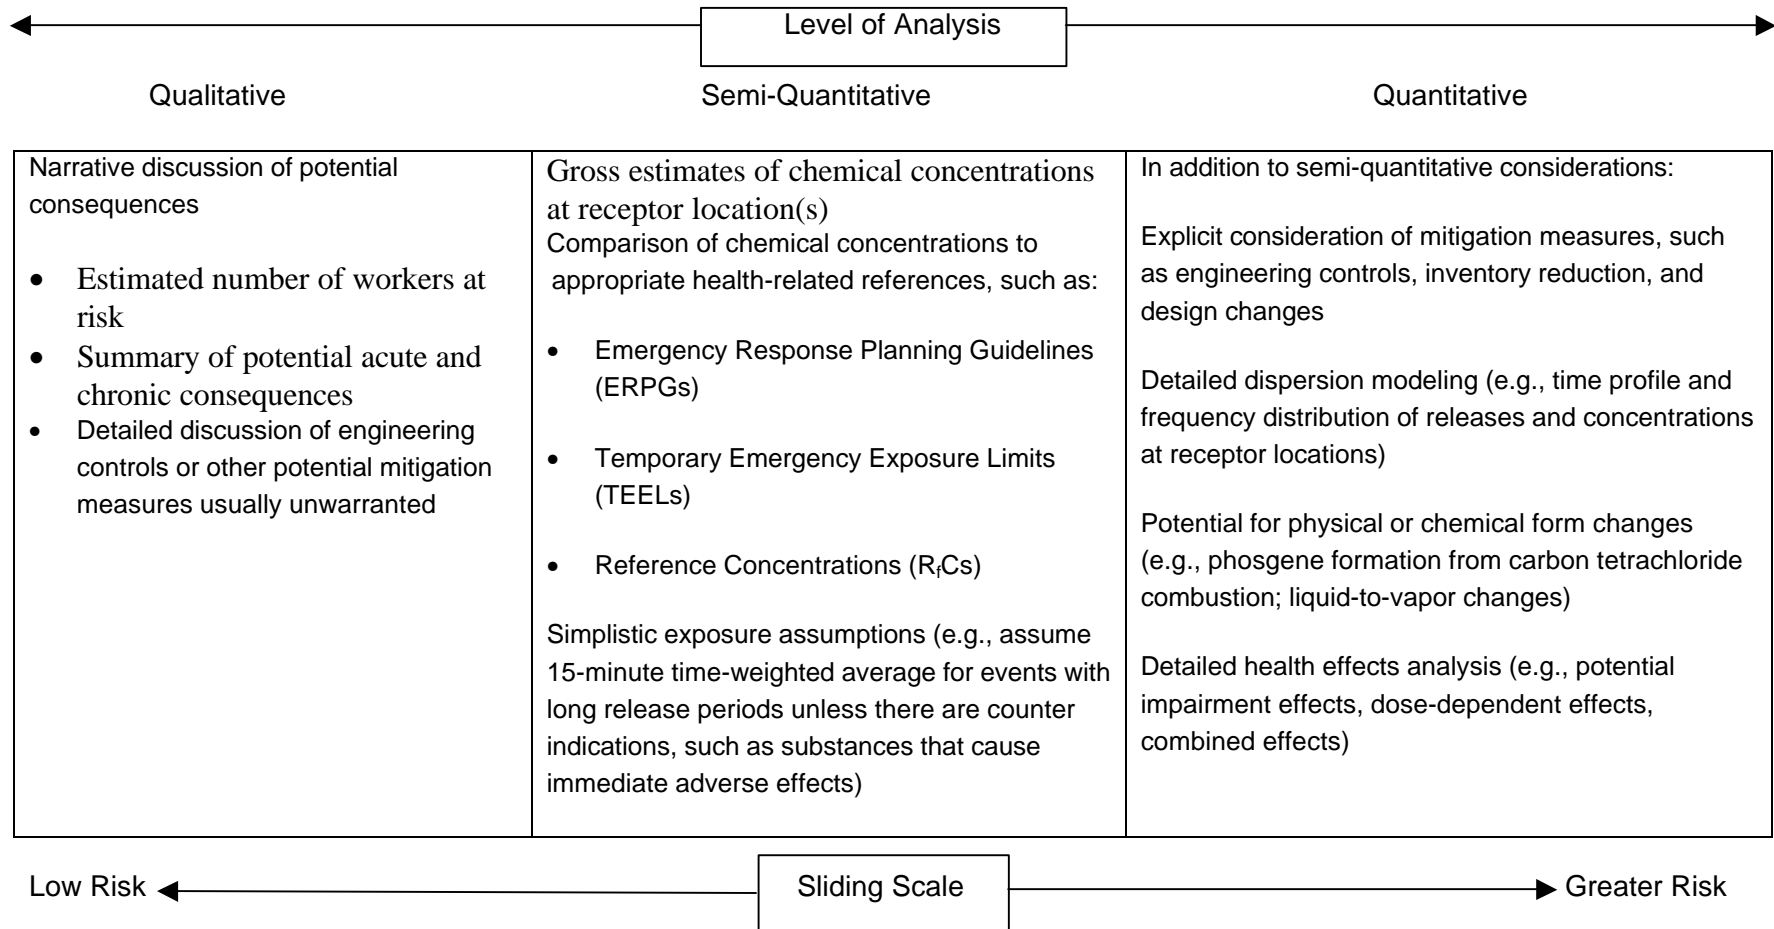 Level of Analysis
Qualitative
Semi-Quantitative
Quantitative
Narrative discussion of potential
consequences
• Estimated number of workers at
risk
• Summary of potential acute and
chronic consequences
• Detailed discussion of engineering
controls or other potential mitigation
measures usually unwarranted
Gross estimates of chemical concentrations
at receptor location(s)
Comparison of chemical concentrations to
appropriate health-related references, such as:
• Emergency Response Planning Guidelines
(ERPGs)
• Temporary Emergency Exposure Limits
(TEELs)
• Reference Concentrations (RfCs)
Simplistic exposure assumptions (e.g., assume
15-minute time-weighted average for events with
long release periods unless there are counter
indications, such as substances that cause
immediate adverse effects)
In addition to semi-quantitative considerations:
Explicit consideration of mitigation measures, such
as engineering controls, inventory reduction, and
design changes
Detailed dispersion modeling (e.g., time profile and
frequency distribution of releases and concentrations
at receptor locations)
Potential for physical or chemical form changes
(e.g., phosgene formation from carbon tetrachloride
combustion; liquid-to-vapor changes)
Detailed health effects analysis (e.g., potential
impairment effects, dose-dependent effects,
combined effects)
Low Risk
Sliding Scale
Greater Risk